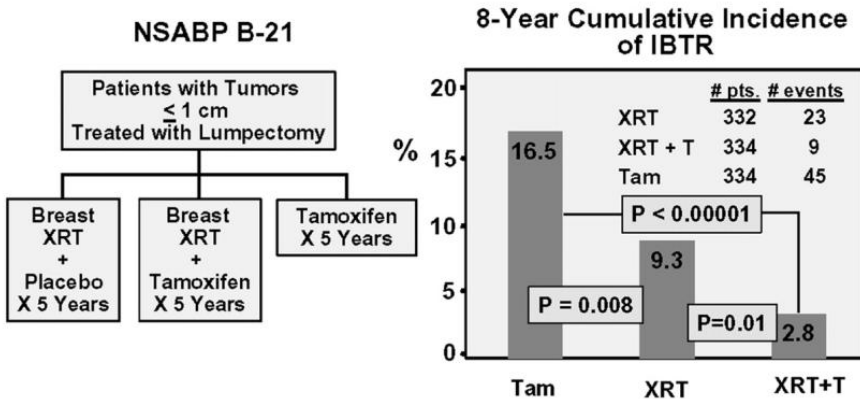 NSABP B-21
Patients with Tumors
≤ 1 cm
Treated with Lumpectomy
Breast
XRT
+
Placebo
X 5 Years
Breast
XRT
+
Tamoxifen
X 5 Years
Tamoxifen
X 5 Years
8-Year Cumulative Incidence
of IBTR
# pts. # events
XRT 332 23
XRT + T 334 9
Tam 334 45
%
20
15
10
5
0
16.5
9.3
2.8
P < 0.00001
P = 0.008
P=0.01
Tam XRT XRT+T